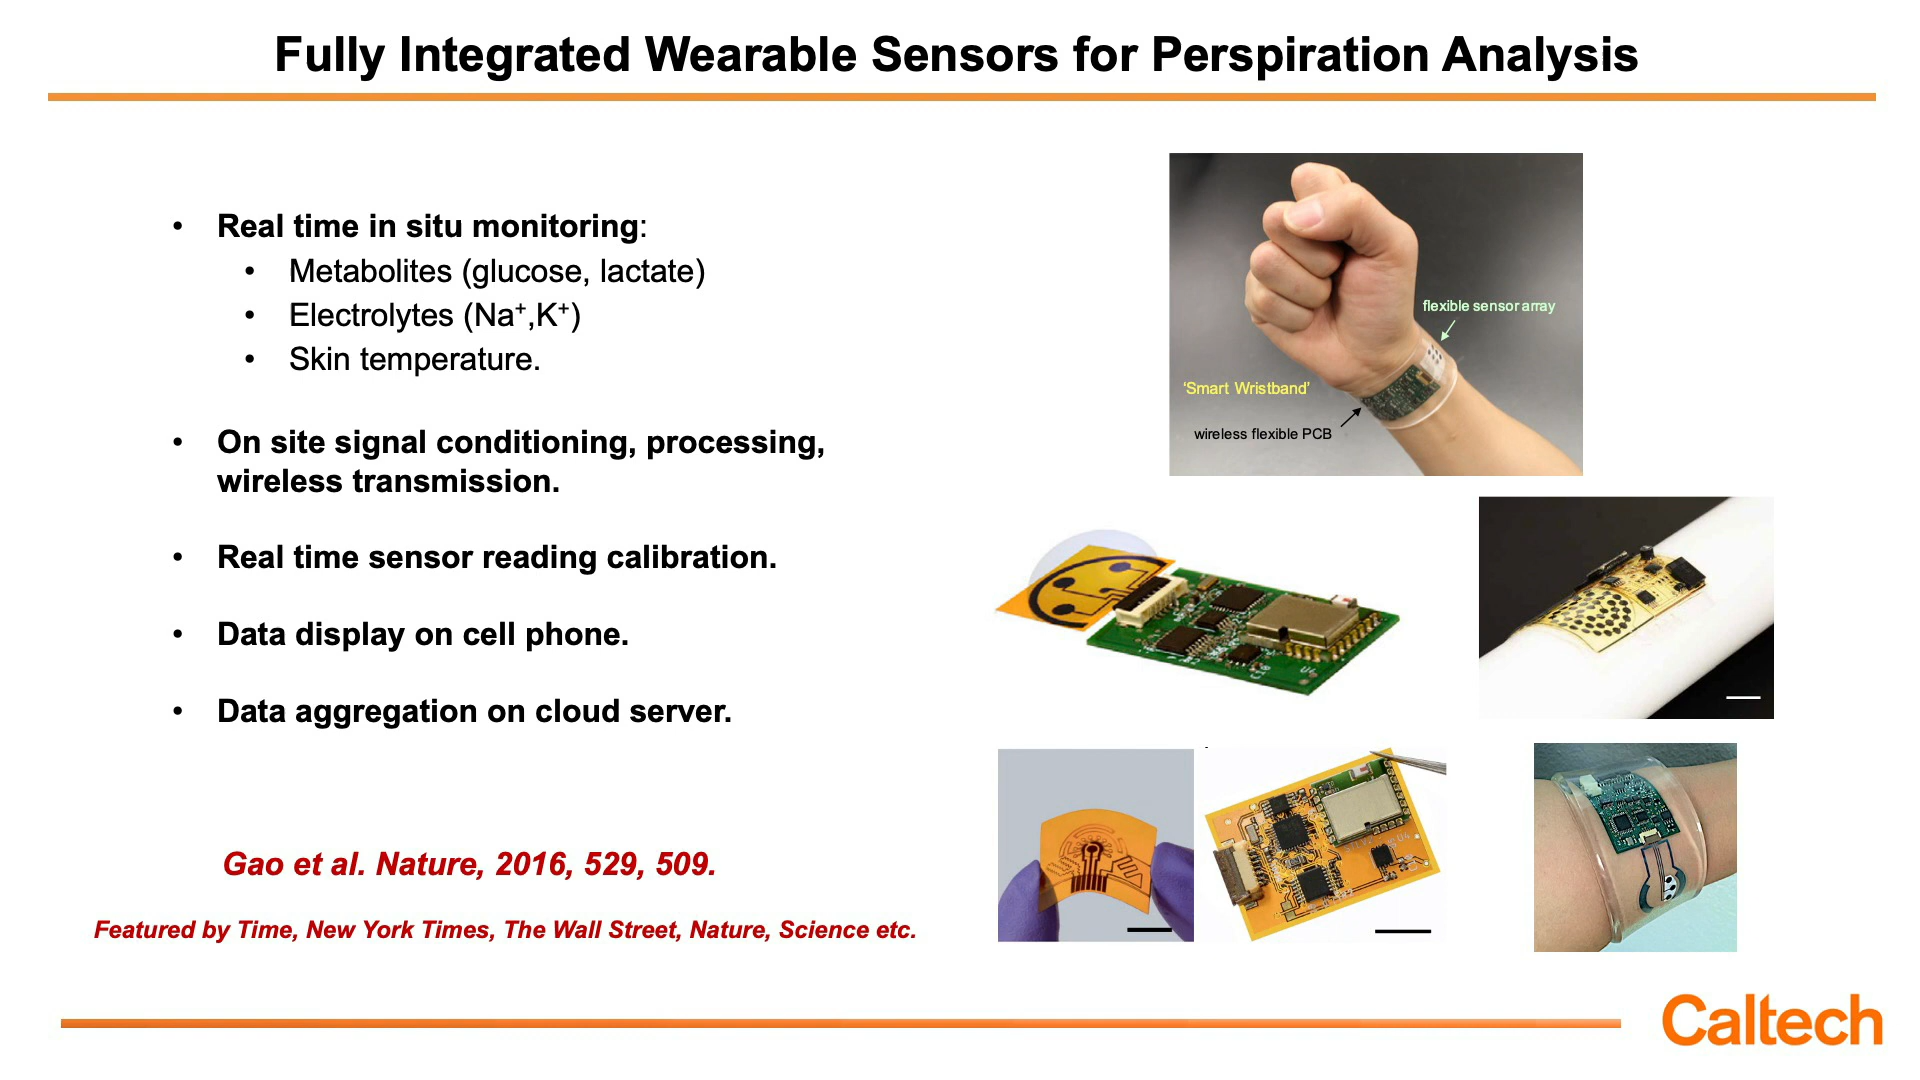 Fully Integrated Wearable Sensors for Perspiration Analysis
• Real time in situ monitoring:
• Metabolites (glucose, lactate)
• Electrolytes (Na⁺,K⁺)
• Skin temperature.
• On site signal conditioning, processing,
wireless transmission.
• Real time sensor reading calibration.
• Data display on cell phone.
• Data aggregation on cloud server.
Gao et al. Nature, 2016, 529, 509.
Featured by Time, New York Times, The Wall Street, Nature, Science etc.
flexible sensor array
‘Smart Wristband’
wireless flexible PCB
Caltech